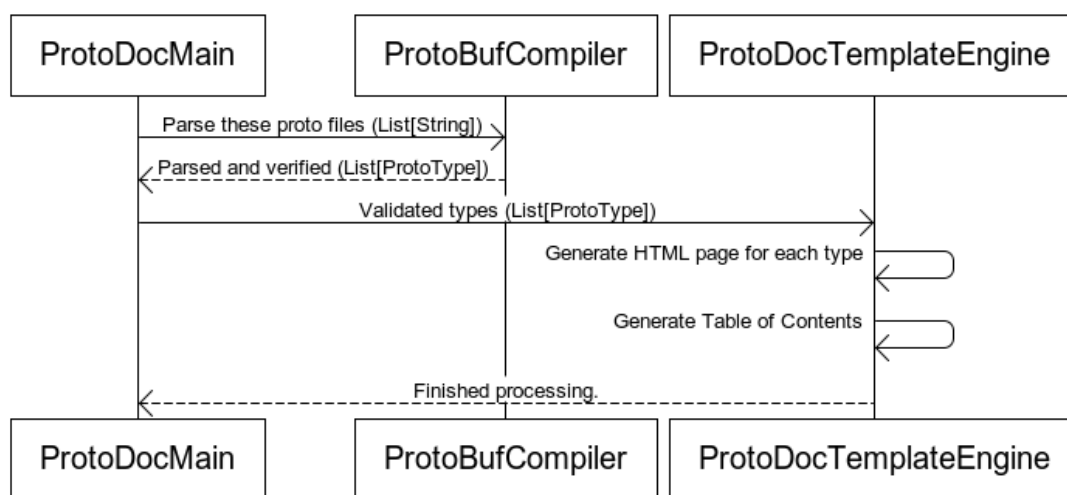 ProtoDocMain
ProtoBufCompiler
ProtoDocTemplateEngine
Parse these proto files (List[String])
Parsed and verified (List[ProtoType])
Validated types (List[ProtoType])
Generate HTML page for each type
Generate Table of Contents
Finished processing.
ProtoDocMain
ProtoBufCompiler
ProtoDocTemplateEngine